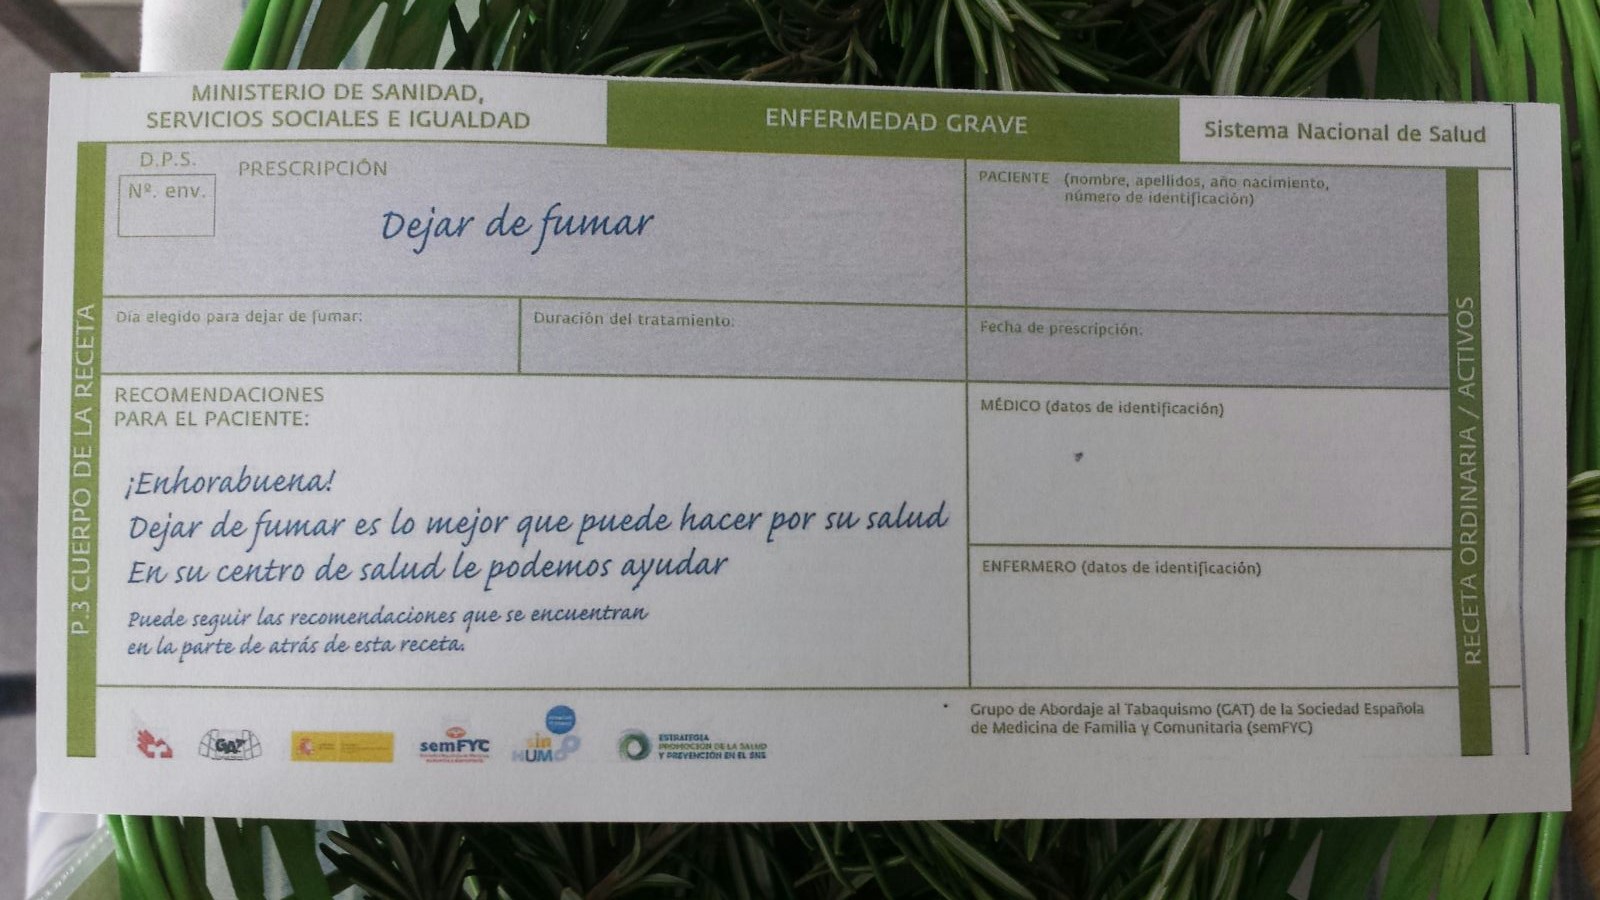 MINISTERIO DE SANIDAD,
SERVICIOS SOCIALES E IGUALDAD
ENFERMEDAD GRAVE
Sistema Nacional de Salud
D.P.S.
Nº. env.
PRESCRIPCIÓN
Dejar de fumar
PACIENTE (nombre, apellidos, año nacimiento,
número de identificación)
Día elegido para dejar de fumar:
Duración del tratamiento:
Fecha de prescripción:
RECOMENDACIONES
PARA EL PACIENTE:
¡Enhorabuena!
Dejar de fumar es lo mejor que puede hacer por su salud
En su centro de salud le podemos ayudar
Puede seguir las recomendaciones que se encuentran
en la parte de atrás de esta receta.
MÉDICO (datos de identificación)
ENFERMERO (datos de identificación)
P.3 CUERPO DE LA RECETA
RECETA ORDINARIA / ACTIVOS
GAT
semFYC
sin
HUMO
ESTRATEGIA
PROMOCIÓN DE LA SALUD
Y PREVENCIÓN EN EL SNS
Grupo de Abordaje al Tabaquismo (GAT) de la Sociedad Española
de Medicina de Familia y Comunitaria (semFYC)